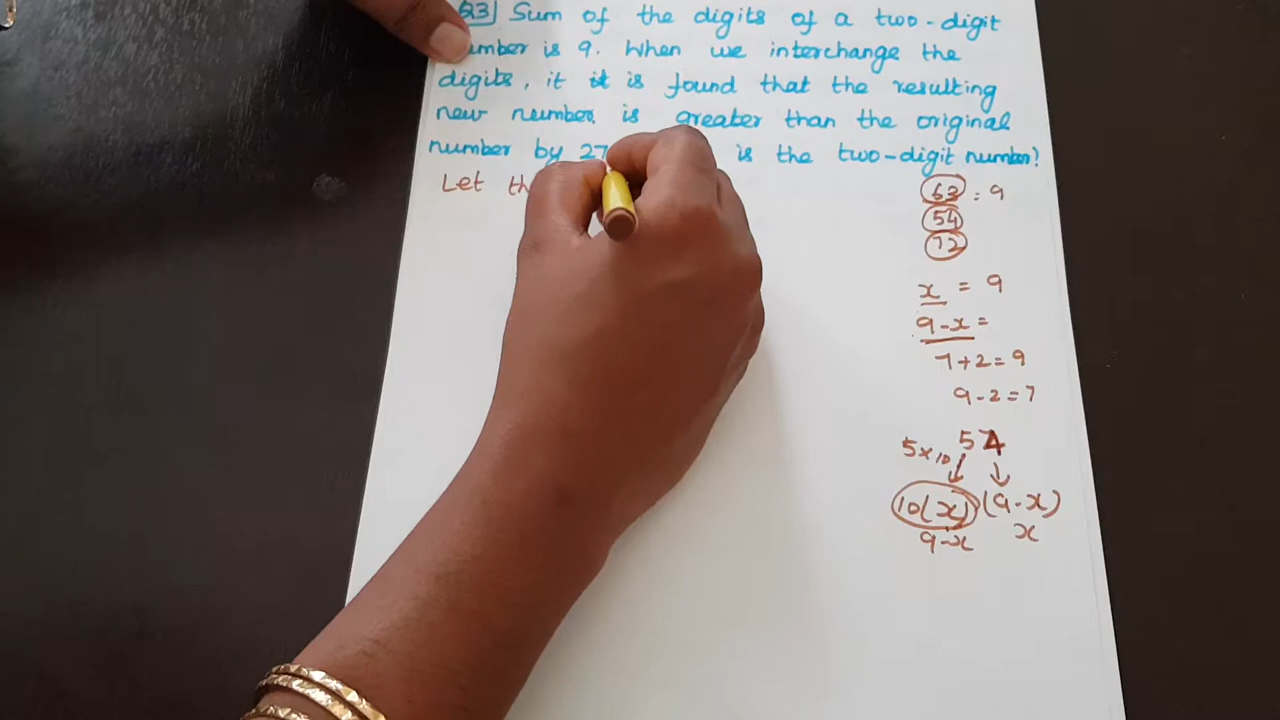 Q3) Sum of the digits of a two-digit
number is 9. When we interchange the
digits, it is found that the resulting
new number is greater than the original
number by 27 is the two-digit number?
Let th
63 = 9
54
72
x = 9
9-x =
7+2=9
9-2=7
54
5x10
10(x) (9-x)
9-x x